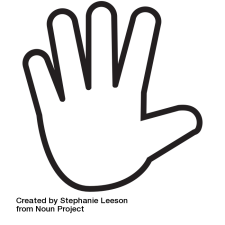 Created by Stephanie Leeson
from Noun Project